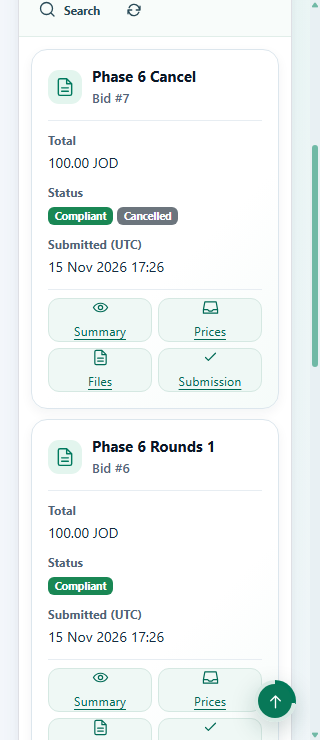 Search
Phase 6 Cancel
Bid #7
Total
100.00 JOD
Status
Compliant Cancelled
Submitted (UTC)
15 Nov 2026 17:26
Summary Prices
Files Submission
Phase 6 Rounds 1
Bid #6
Total
100.00 JOD
Status
Compliant
Submitted (UTC)
15 Nov 2026 17:26
Summary Prices